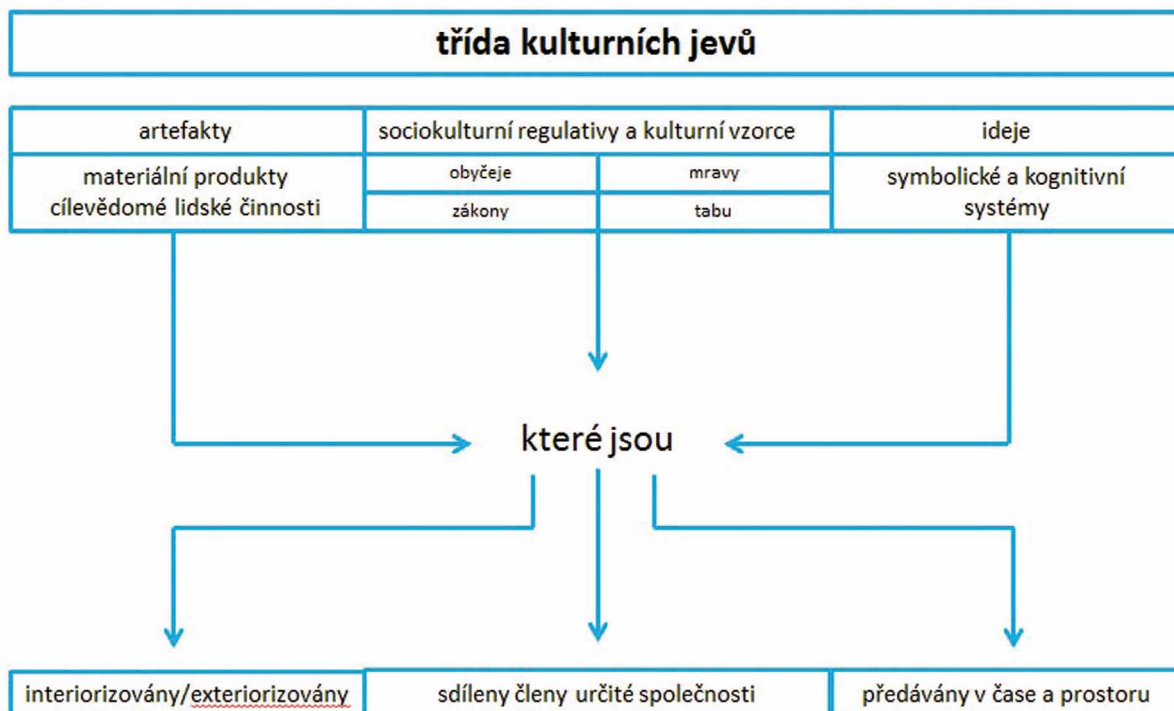 třída kulturních jevů
artefakty
sociokulturní regulativy a kulturní vzorce
ideje
materiální produkty
cílevědomé lidské činnosti
obyčeje
mravy
zákony
tabu
symbolické a kognitivní
systémy
které jsou
interiorizovány/exteriorizovány
sdíleny členy určité společnosti
předávány v čase a prostoru